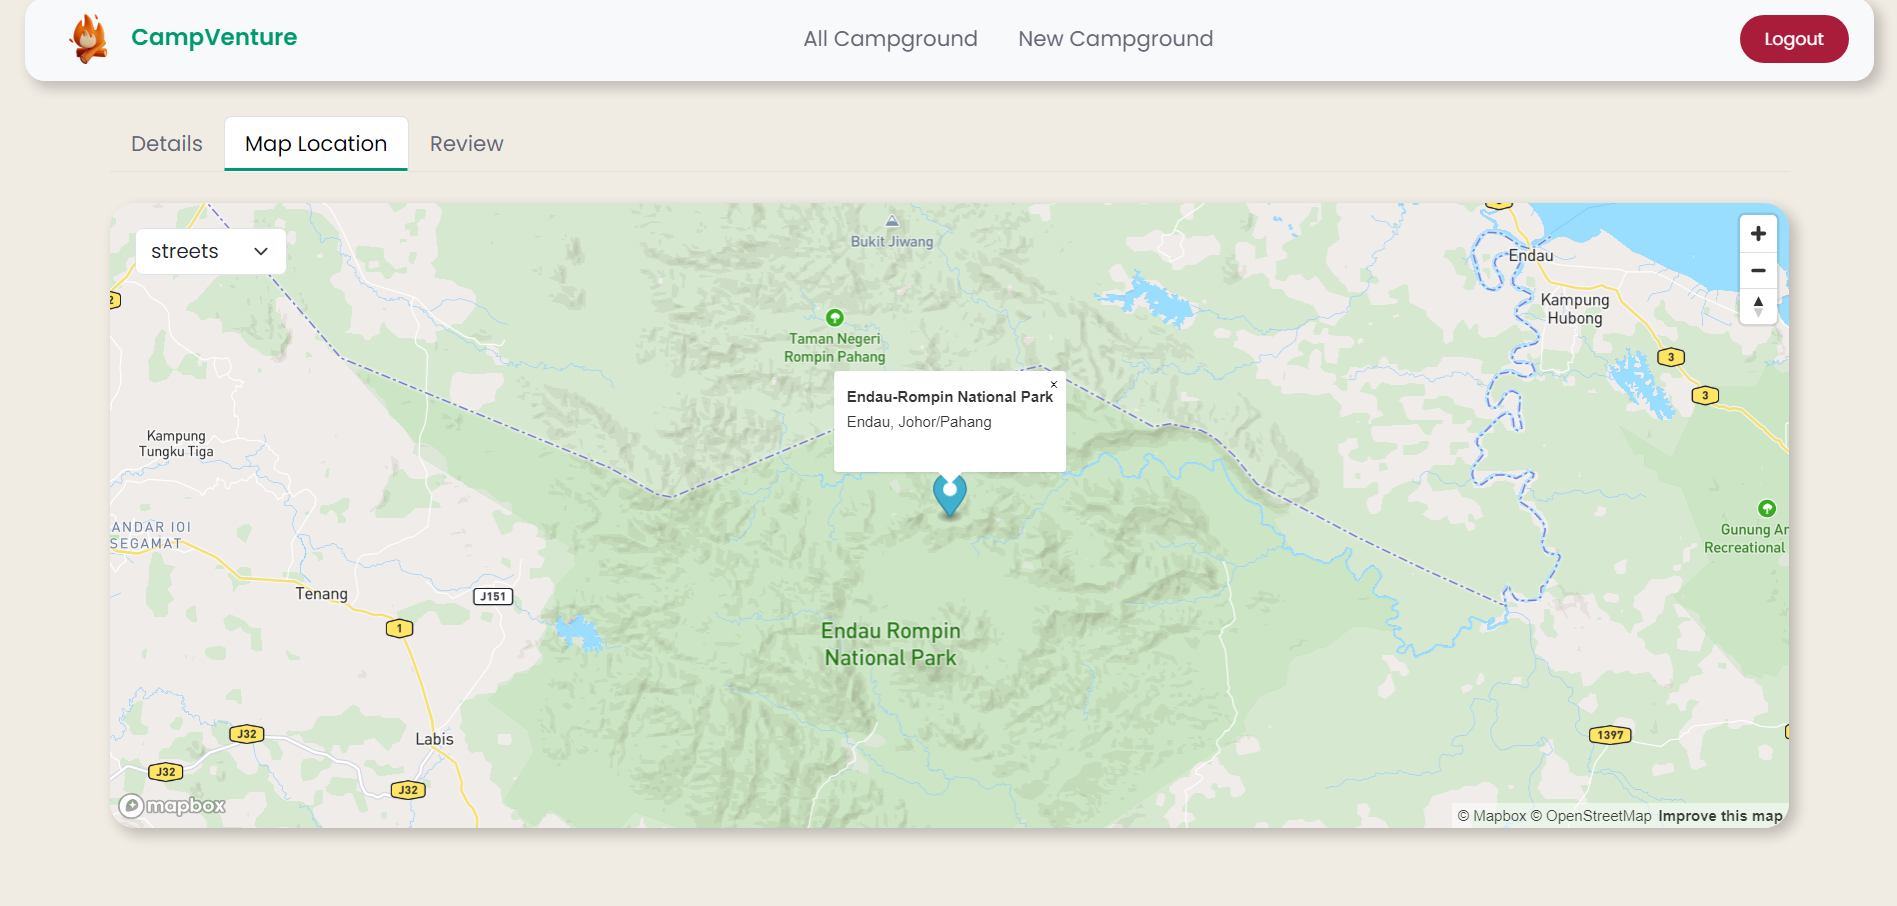 CampVenture
All Campground
New Campground
Logout
Details
Map Location
Review
streets
Bukit Jiwang
Endau
Kampung
Hubong
Taman Negeri
Rompin Pahang
3
3
Endau-Rompin National Park
Endau, Johor/Pahang
Kampung
Tungku Tiga
ANDAR IOI
SEGAMAT
Gunung Ar
Recreational
Tenang
J151
1
Endau Rompin
National Park
J32
Labis
1397
J32
J32
mapbox
© Mapbox © OpenStreetMap Improve this map